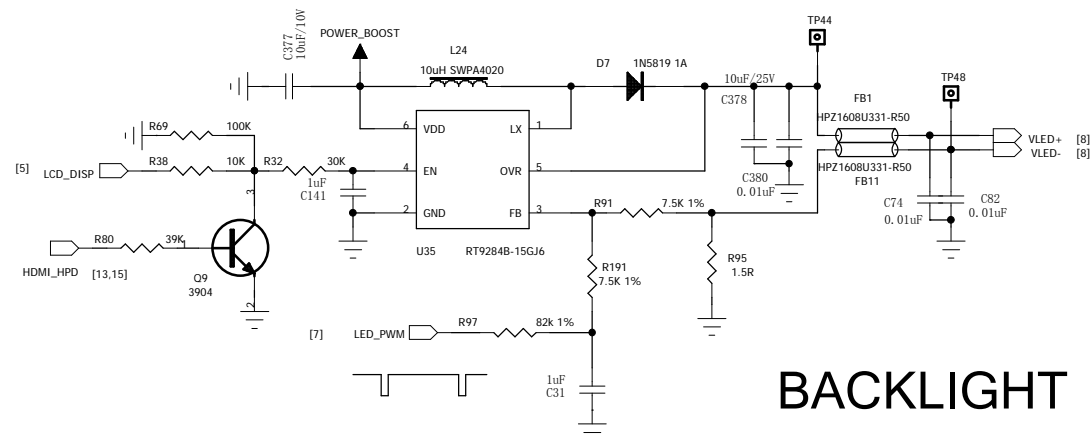 C377
10uF/10V
POWER_BOOST
L24
10uH SWPA4020
D7
1N5819 1A
10uF/25V
C378
TP44
FB1
HPZ1608U331-R50
TP48
R69
100K
6
VDD
LX
1
[5]
LCD_DISP
R38
10K
R32
30K
1uF
C141
4
EN
OVR
5
C380
0.01uF
HPZ1608U331-R50
FB11
VLED+
[8]
VLED-
[8]
C74
0.01uF
C82
0.01uF
3
2
GND
FB
3
R91
7.5K 1%
U35
RT9284B-15GJ6
HDMI_HPD
[13,15]
R80
39K
1
Q9
3904
2
R191
7.5K 1%
R95
1.5R
[7]
LED_PWM
R97
82k 1%
1uF
C31
BACKLIGHT